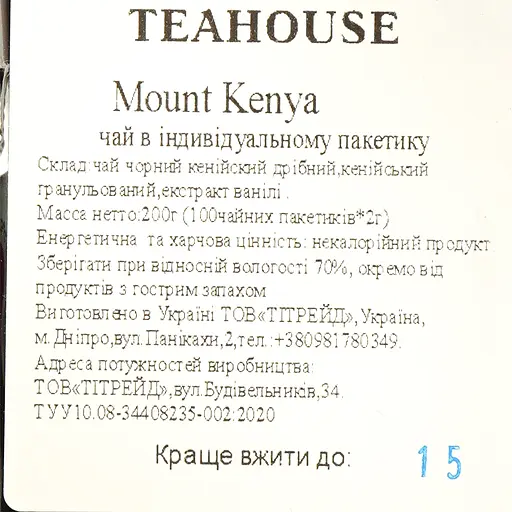 TEAHOUSE
Mount Kenya
чай в індивідуальному пакетику
Склад:чай чорний кенійский дрібний,кенійський
гранульований,екстракт ванілі .
Масса нетто:200г (100чайних пакетиків*2г)
Енергетична та харчова цінність: некалорійний продукт
Зберігати при відносній вологості 70%, окремо від
продуктів з гострим запахом
Виготовлено в Україні ТОВ«ТІТРЕЙД», Україна,
м.Дніпро,вул.Панікахи,2,тел.:+380981780349.
Адреса потужностей виробництва:
ТОВ«ТІТРЕЙД»,вул.Будівельників,34.
ТУУ10.08-34408235-002:2020
Краще вжити до: 15